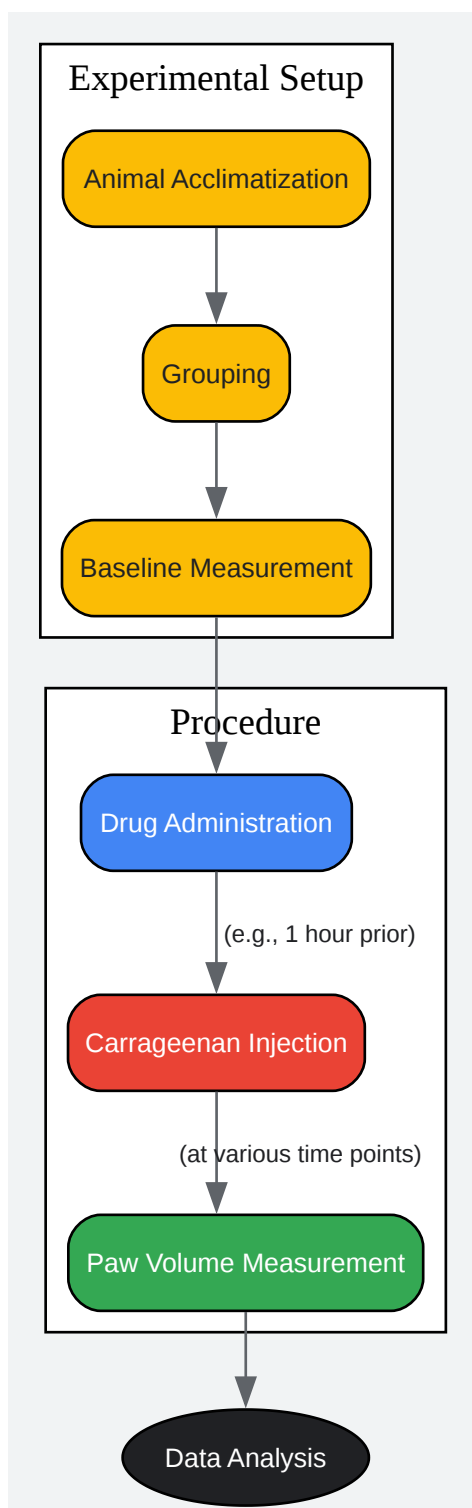 Experimental Setup
Animal Acclimatization
Grouping
Baseline Measurement
Procedure
Drug Administration
(e.g., 1 hour prior)
Carrageenan Injection
(at various time points)
Paw Volume Measurement
Data Analysis